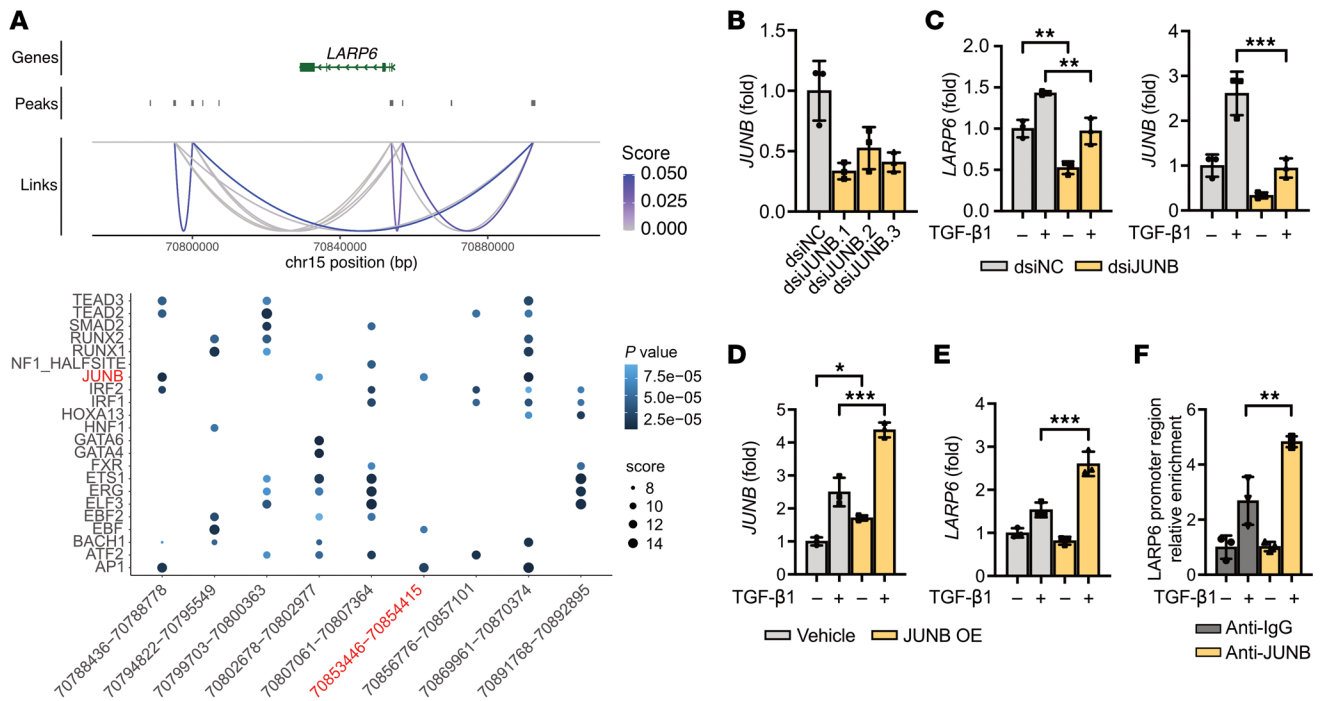 A
Genes
LARP6
Peaks
Links
Score
0.050
0.025
0.000
70800000
70840000
70880000
chr15 position (bp)
TEAD3
TEAD2
SMAD2
RUNX2
RUNX1
NF1_HALFSITE
JUNB
IRF2
IRF1
HOXA13
HNF1
GATA6
GATA4
FXR
ETS1
ERG
ELF3
EBF2
EBF
BACH1
ATF2
AP1
70788436−70788778
70794822−70795549
70799703−70800363
70802678−70802977
70807061−70807364
70853446−70854415
70856776−70857101
70869961−70870374
70891768−70892895
P value
7.5e−05
5.0e−05
2.5e−05
score
8
10
12
14
B
JUNB (fold)
1.5
1.0
0.5
0.0
dsiNC
dsiJUNB.1
dsiJUNB.2
dsiJUNB.3
C
LARP6 (fold)
2.0
1.5
1.0
0.5
0.0
**
**
TGF-β1
− + − +
JUNB (fold)
4
3
2
1
0
***
TGF-β1
− + − +
dsiNC
dsiJUNB
D
JUNB (fold)
5
4
3
2
1
0
*
***
TGF-β1
− + − +
E
LARP6 (fold)
4
3
2
1
0
***
TGF-β1
− + − +
Vehicle
JUNB OE
F
LARP6 promoter region
relative enrichment
6
4
2
0
**
TGF-β1
− + − +
Anti-IgG
Anti-JUNB